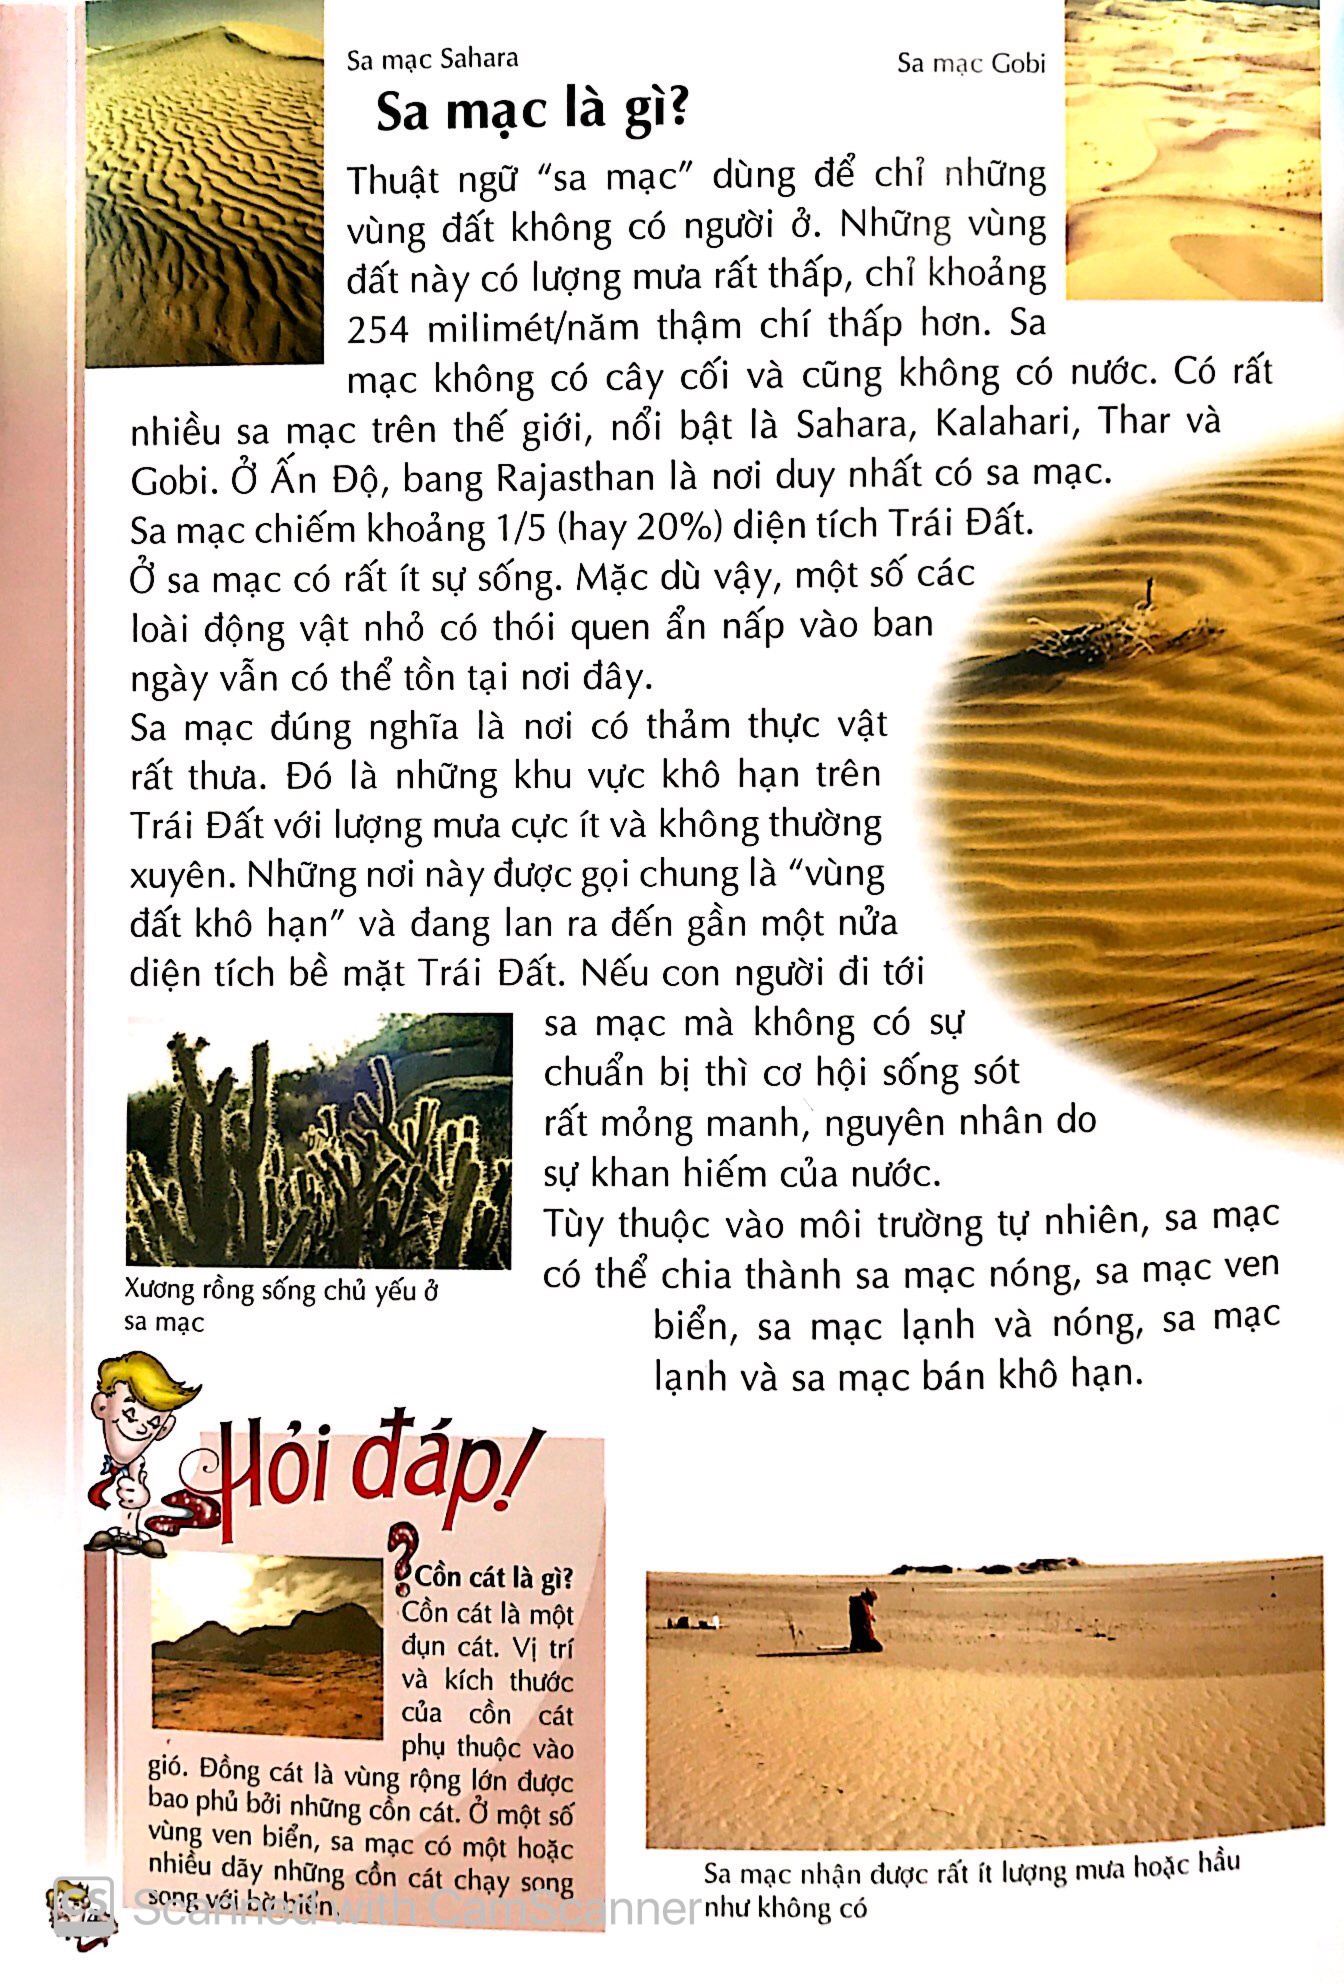 Sa mạc Sahara
Sa mạc Gobi
Sa mạc là gì?
Thuật ngữ “sa mạc” dùng để chỉ những
vùng đất không có người ở. Những vùng
đất này có lượng mưa rất thấp, chỉ khoảng
254 milimét/năm thậm chí thấp hơn. Sa
mạc không có cây cối và cũng không có nước. Có rất
nhiều sa mạc trên thế giới, nổi bật là Sahara, Kalahari, Thar và
Gobi. Ở Ấn Độ, bang Rajasthan là nơi duy nhất có sa mạc.
Sa mạc chiếm khoảng 1/5 (hay 20%) diện tích Trái Đất.
Ở sa mạc có rất ít sự sống. Mặc dù vậy, một số các
loài động vật nhỏ có thói quen ẩn nấp vào ban
ngày vẫn có thể tồn tại nơi đây.
Sa mạc đúng nghĩa là nơi có thảm thực vật
rất thưa. Đó là những khu vực khô hạn trên
Trái Đất với lượng mưa cực ít và không thường
xuyên. Những nơi này được gọi chung là “vùng
đất khô hạn” và đang lan ra đến gần một nửa
diện tích bề mặt Trái Đất. Nếu con người đi tới
sa mạc mà không có sự
chuẩn bị thì cơ hội sống sót
rất mỏng manh, nguyên nhân do
sự khan hiếm của nước.
Tùy thuộc vào môi trường tự nhiên, sa mạc
có thể chia thành sa mạc nóng, sa mạc ven
biển, sa mạc lạnh và nóng, sa mạc
lạnh và sa mạc bán khô hạn.
Xương rồng sống chủ yếu ở
sa mạc
Hỏi đáp!
? Cồn cát là gì?
Cồn cát là một
đụn cát. Vị trí
và kích thước
của cồn cát
phụ thuộc vào
gió. Đồng cát là vùng rộng lớn được
bao phủ bởi những cồn cát. Ở một số
vùng ven biển, sa mạc có một hoặc
nhiều dãy những cồn cát chạy song
song với bờ biển.
Sa mạc nhận được rất ít lượng mưa hoặc hầu
như không có
CS Scanned with CamScanner